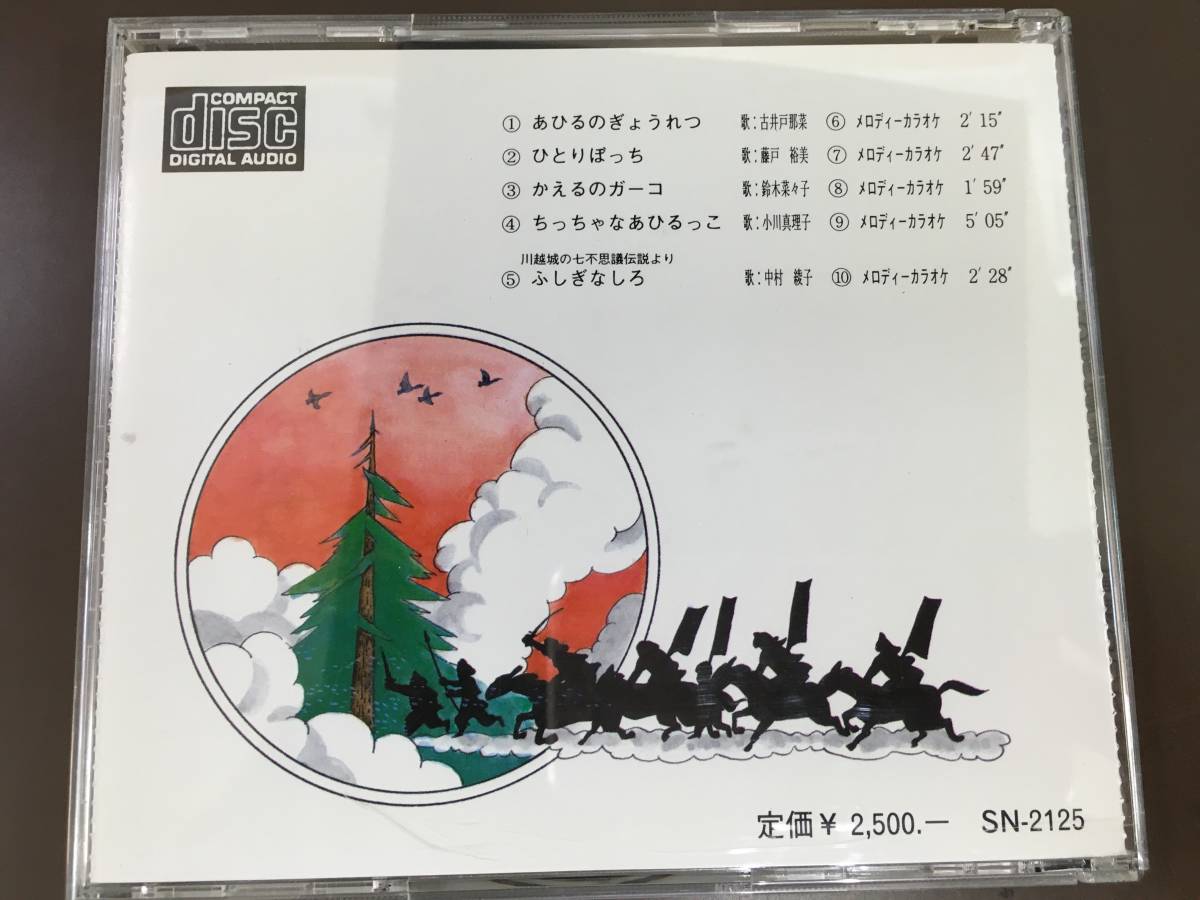 COMPACT
disc
DIGITAL AUDIO
① あひるのぎょうれつ 歌:古井戸那菜 ⑥ メロディーカラオケ 2′15″
② ひとりぼっち 歌:藤戸 裕美 ⑦ メロディーカラオケ 2′47″
③ かえるのガーコ 歌:鈴木菜々子 ⑧ メロディーカラオケ 1′59″
④ ちっちゃなあひるっこ 歌:小川真理子 ⑨ メロディーカラオケ 5′05″
川越城の七不思議伝説より
⑤ ふしぎなしろ 歌:中村 綾子 ⑩ メロディーカラオケ 2′28″
定価¥ 2,500.― SN-2125